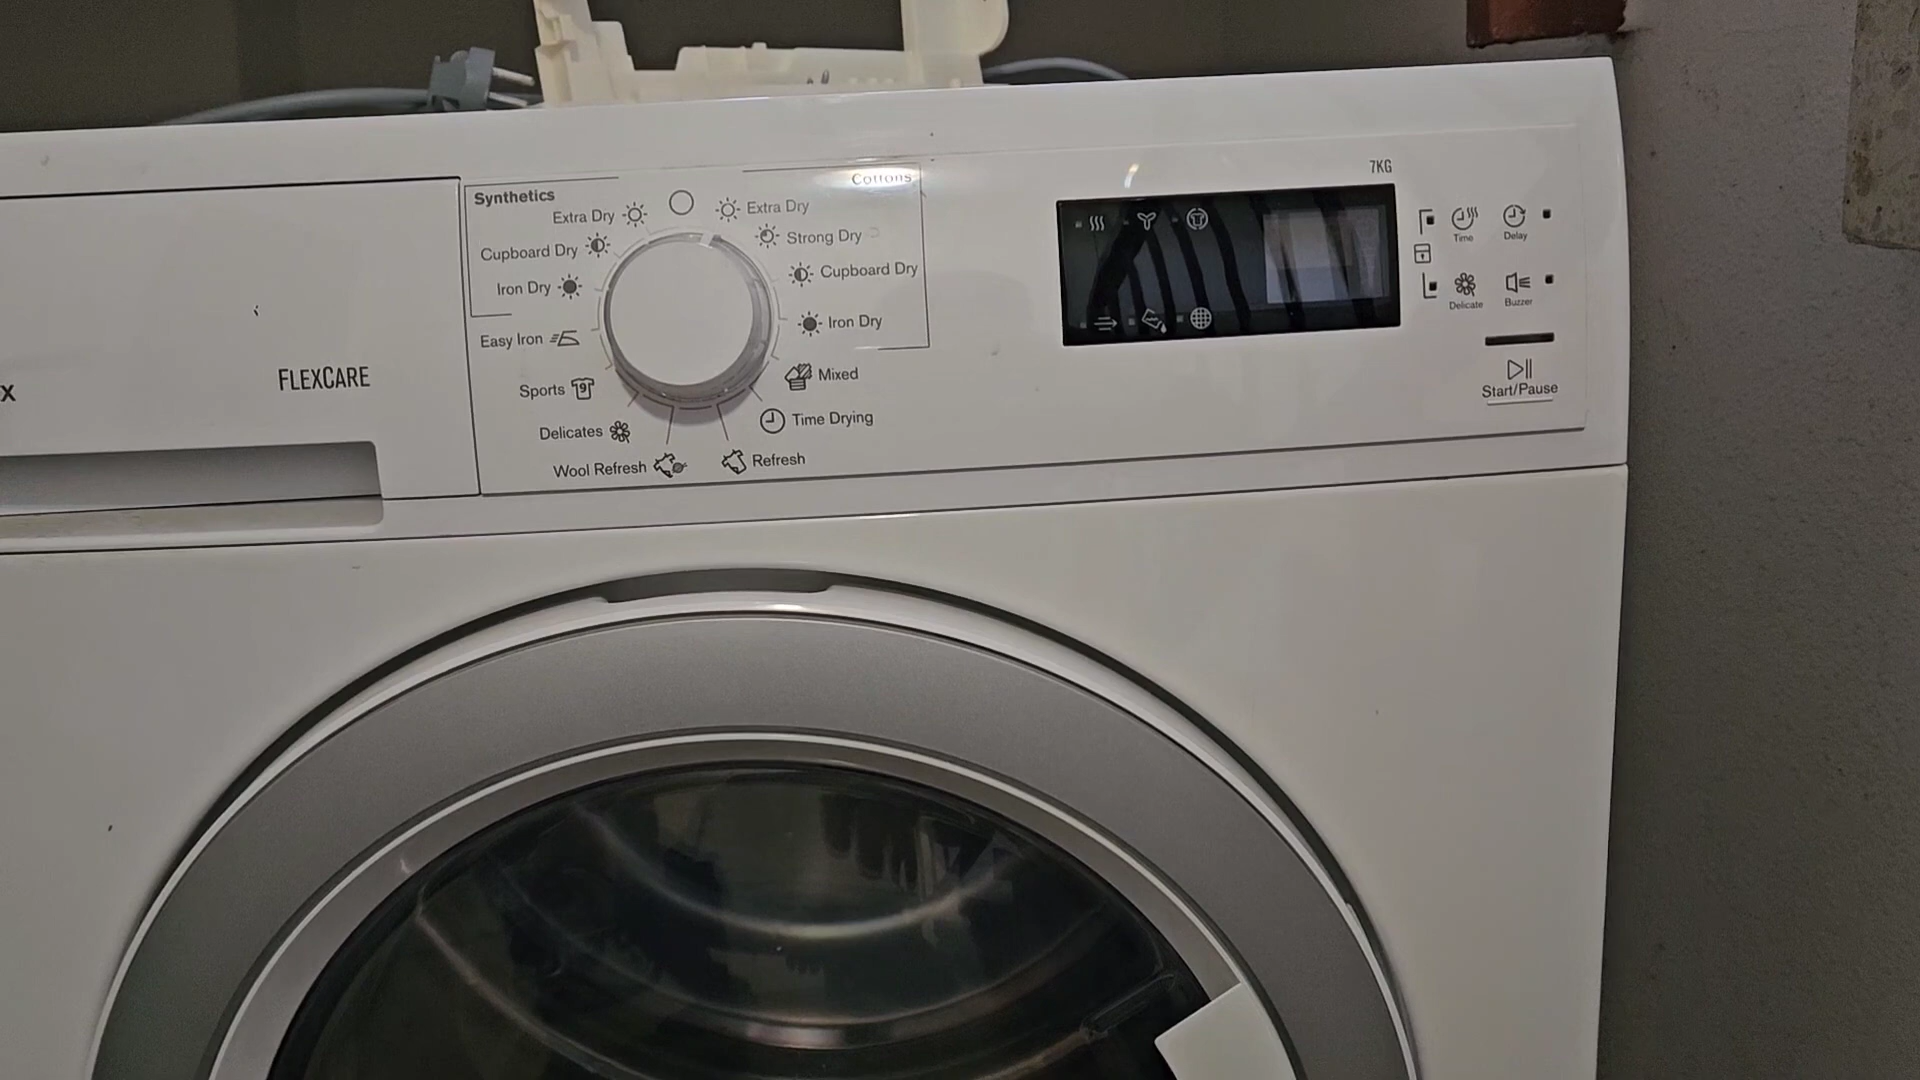 x
FLEXCARE
Synthetics
Extra Dry
Cupboard Dry
Iron Dry
Easy Iron
Sports
9
Delicates
Wool Refresh
Cottons
Extra Dry
Strong Dry
Cupboard Dry
Iron Dry
Mixed
Time Drying
Refresh
7KG
Time
Delay
Delicate
Buzzer
Start/Pause